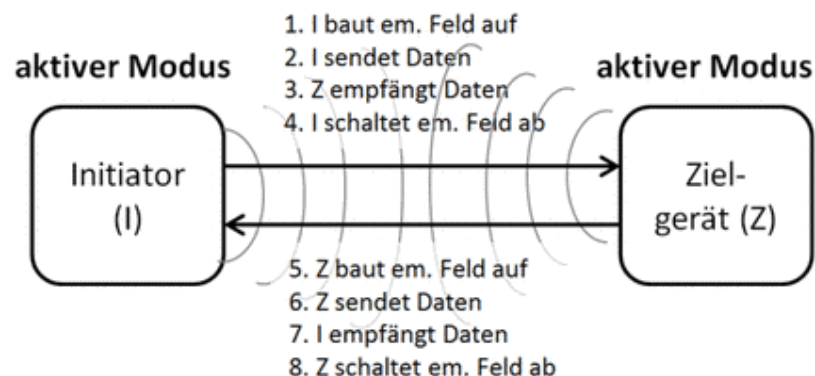 1. I baut em. Feld auf
2. I sendet Daten
3. Z empfängt Daten
4. I schaltet em. Feld ab
aktiver Modus
aktiver Modus
Initiator
(I)
Ziel-
gerät (Z)
5. Z baut em. Feld auf
6. Z sendet Daten
7. I empfängt Daten
8. Z schaltet em. Feld ab